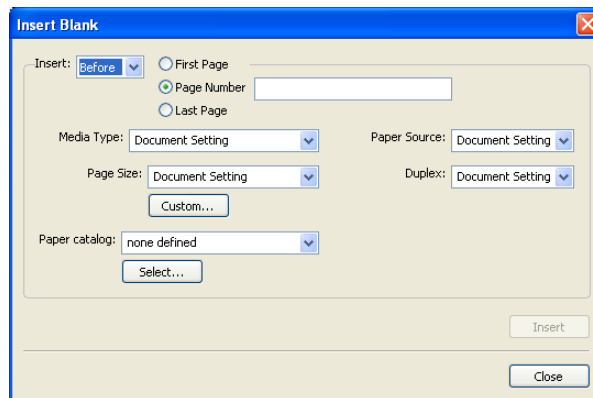 Insert Blank
Insert: Before
First Page
Page Number
Last Page
Media Type: Document Setting Paper Source: Document Setting
Page Size: Document Setting Duplex: Document Setting
Custom...
Paper catalog: none defined
Select...
Insert
Close